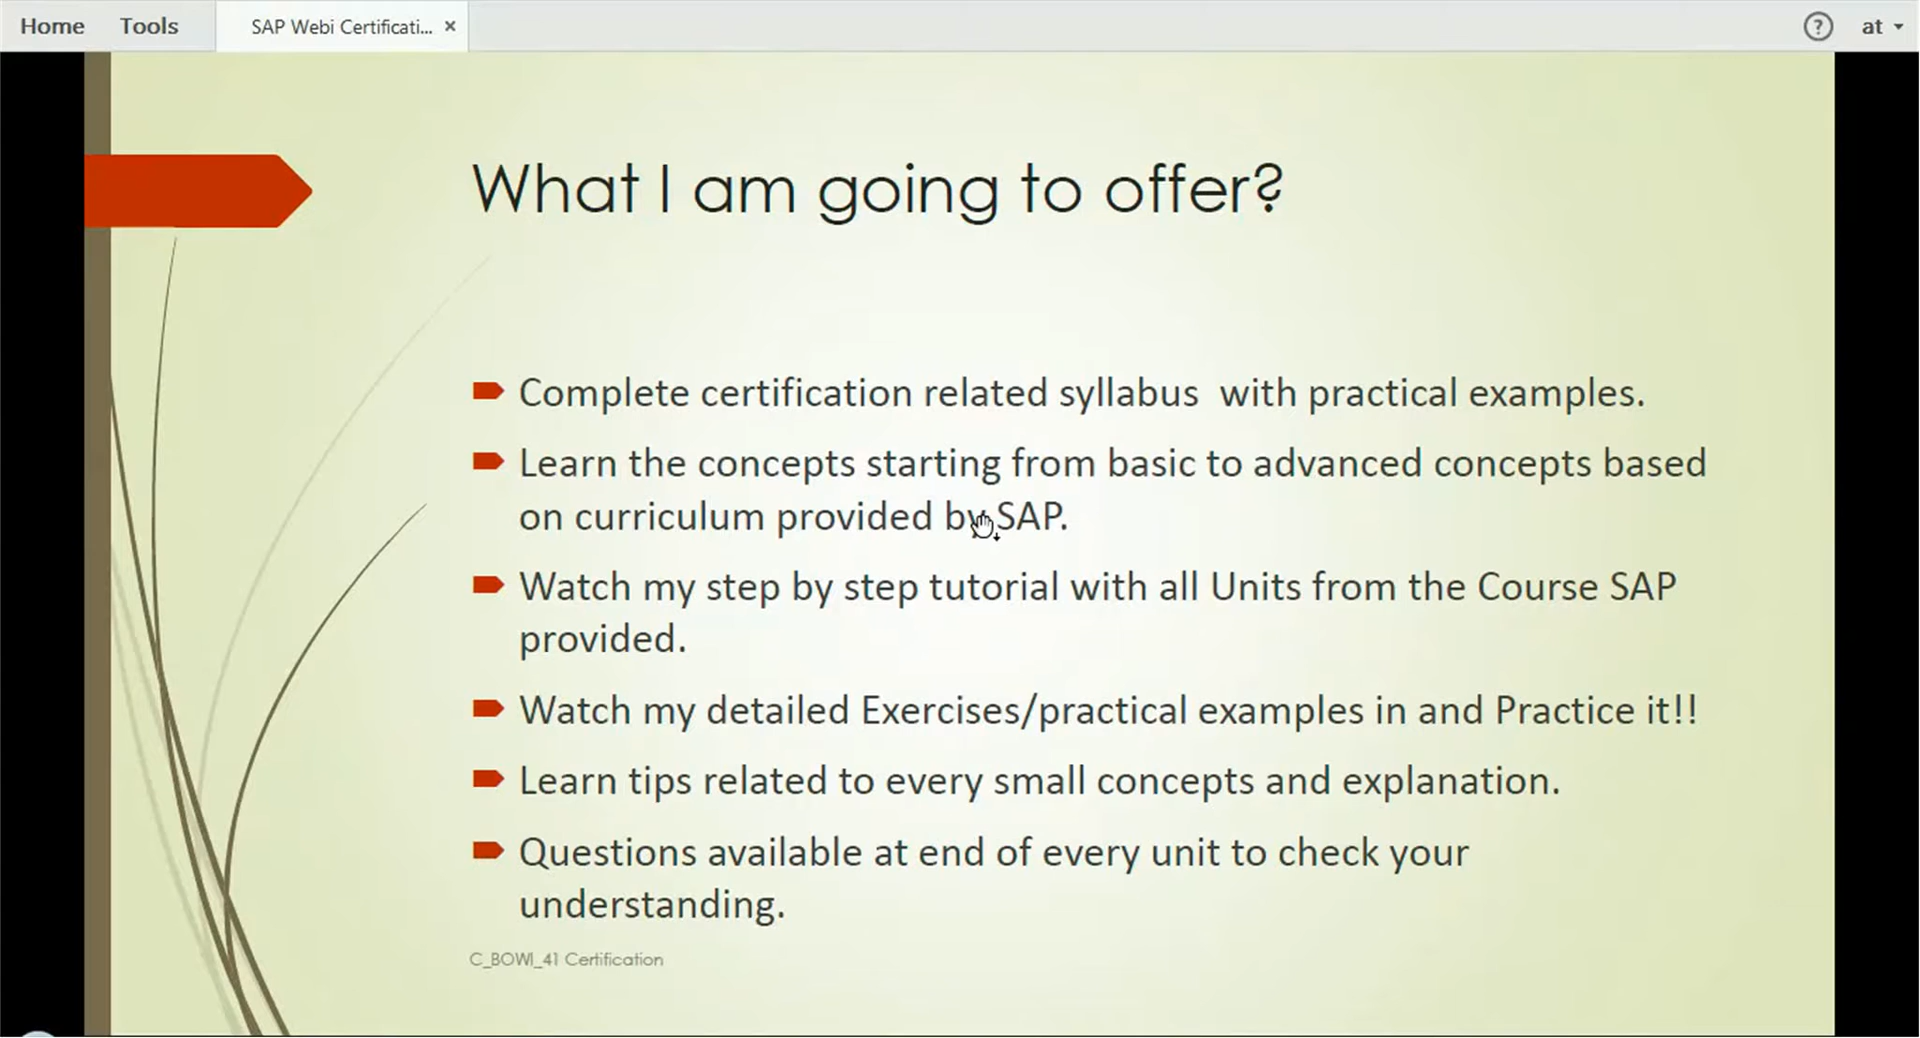 Home Tools SAP Webi Certificati... × ? at
What I am going to offer?
Complete certification related syllabus with practical examples.
Learn the concepts starting from basic to advanced concepts based
on curriculum provided by SAP.
Watch my step by step tutorial with all Units from the Course SAP
provided.
Watch my detailed Exercises/practical examples in and Practice it!!
Learn tips related to every small concepts and explanation.
Questions available at end of every unit to check your
understanding.
C_BOWI_41 Certification